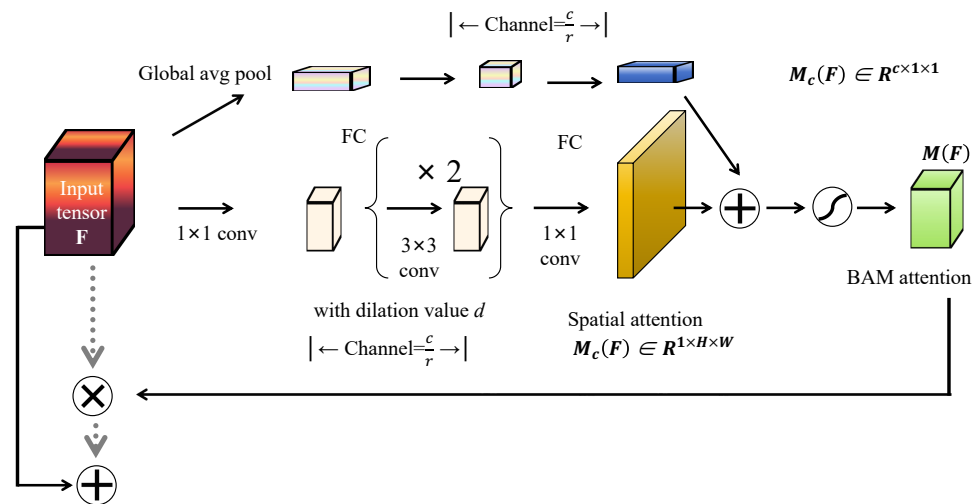 | ← Channel=c/r → |
Global avg pool
M_c(F) ∈ R^{c×1×1}
FC
FC
× 2
M(F)
Input
tensor
F
1×1 conv
3×3
conv
1×1
conv
BAM attention
with dilation value d
Spatial attention
| ← Channel=c/r → |
M_c(F) ∈ R^{1×H×W}